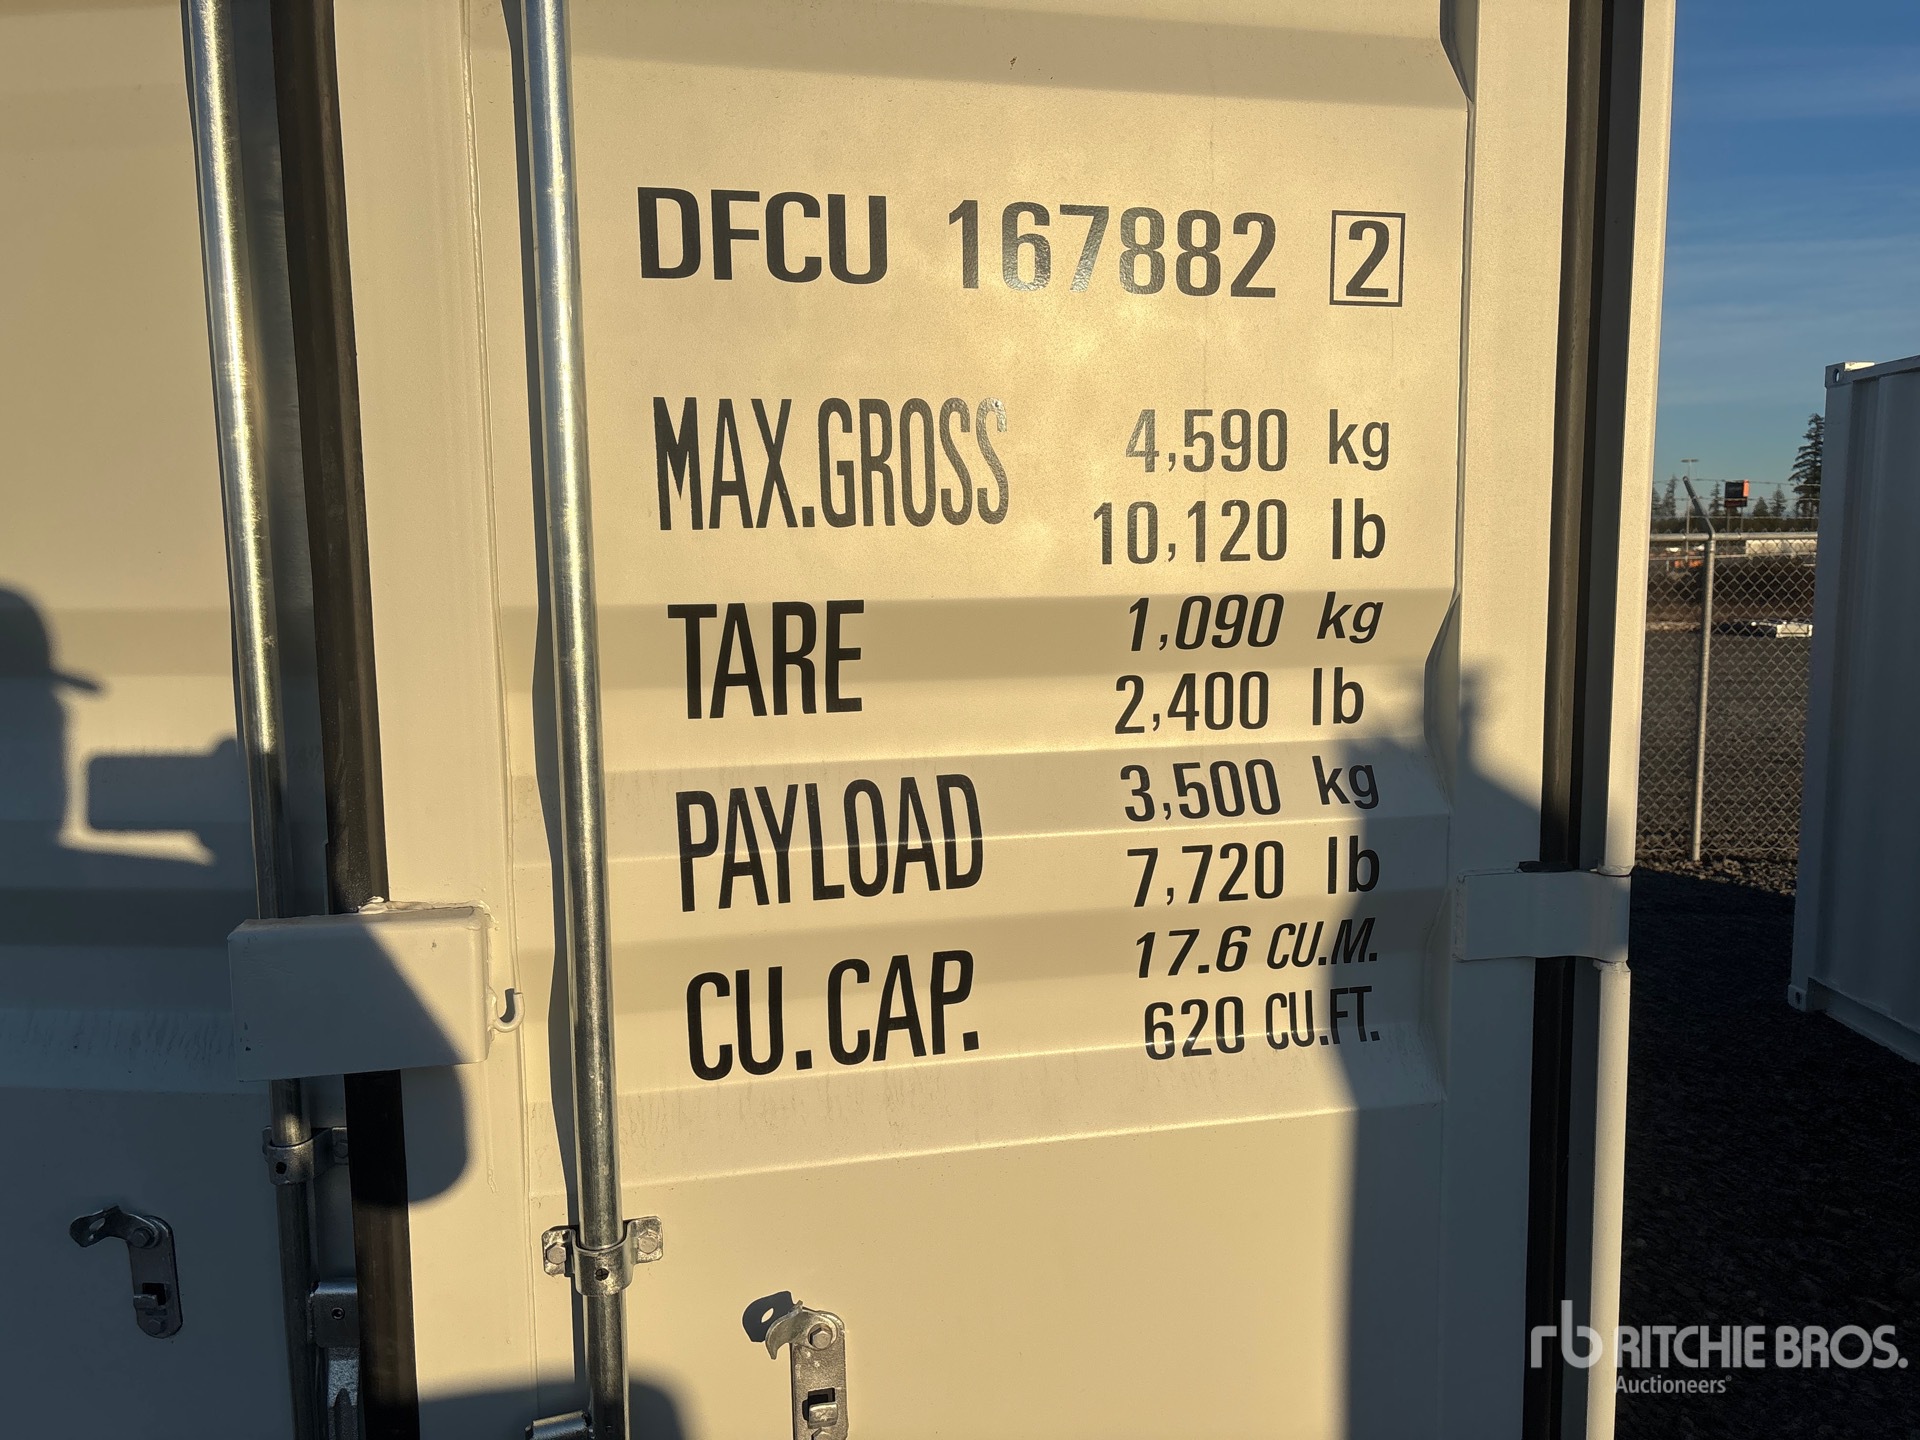 DFCU 167882 2
MAX.GROSS 4,590 kg
10,120 lb
TARE 1,090 kg
2,400 lb
PAYLOAD 3,500 kg
7,720 lb
CU.CAP. 17.6 CU.M.
620 CU.FT.
rb RITCHIE BROS.
Auctioneers